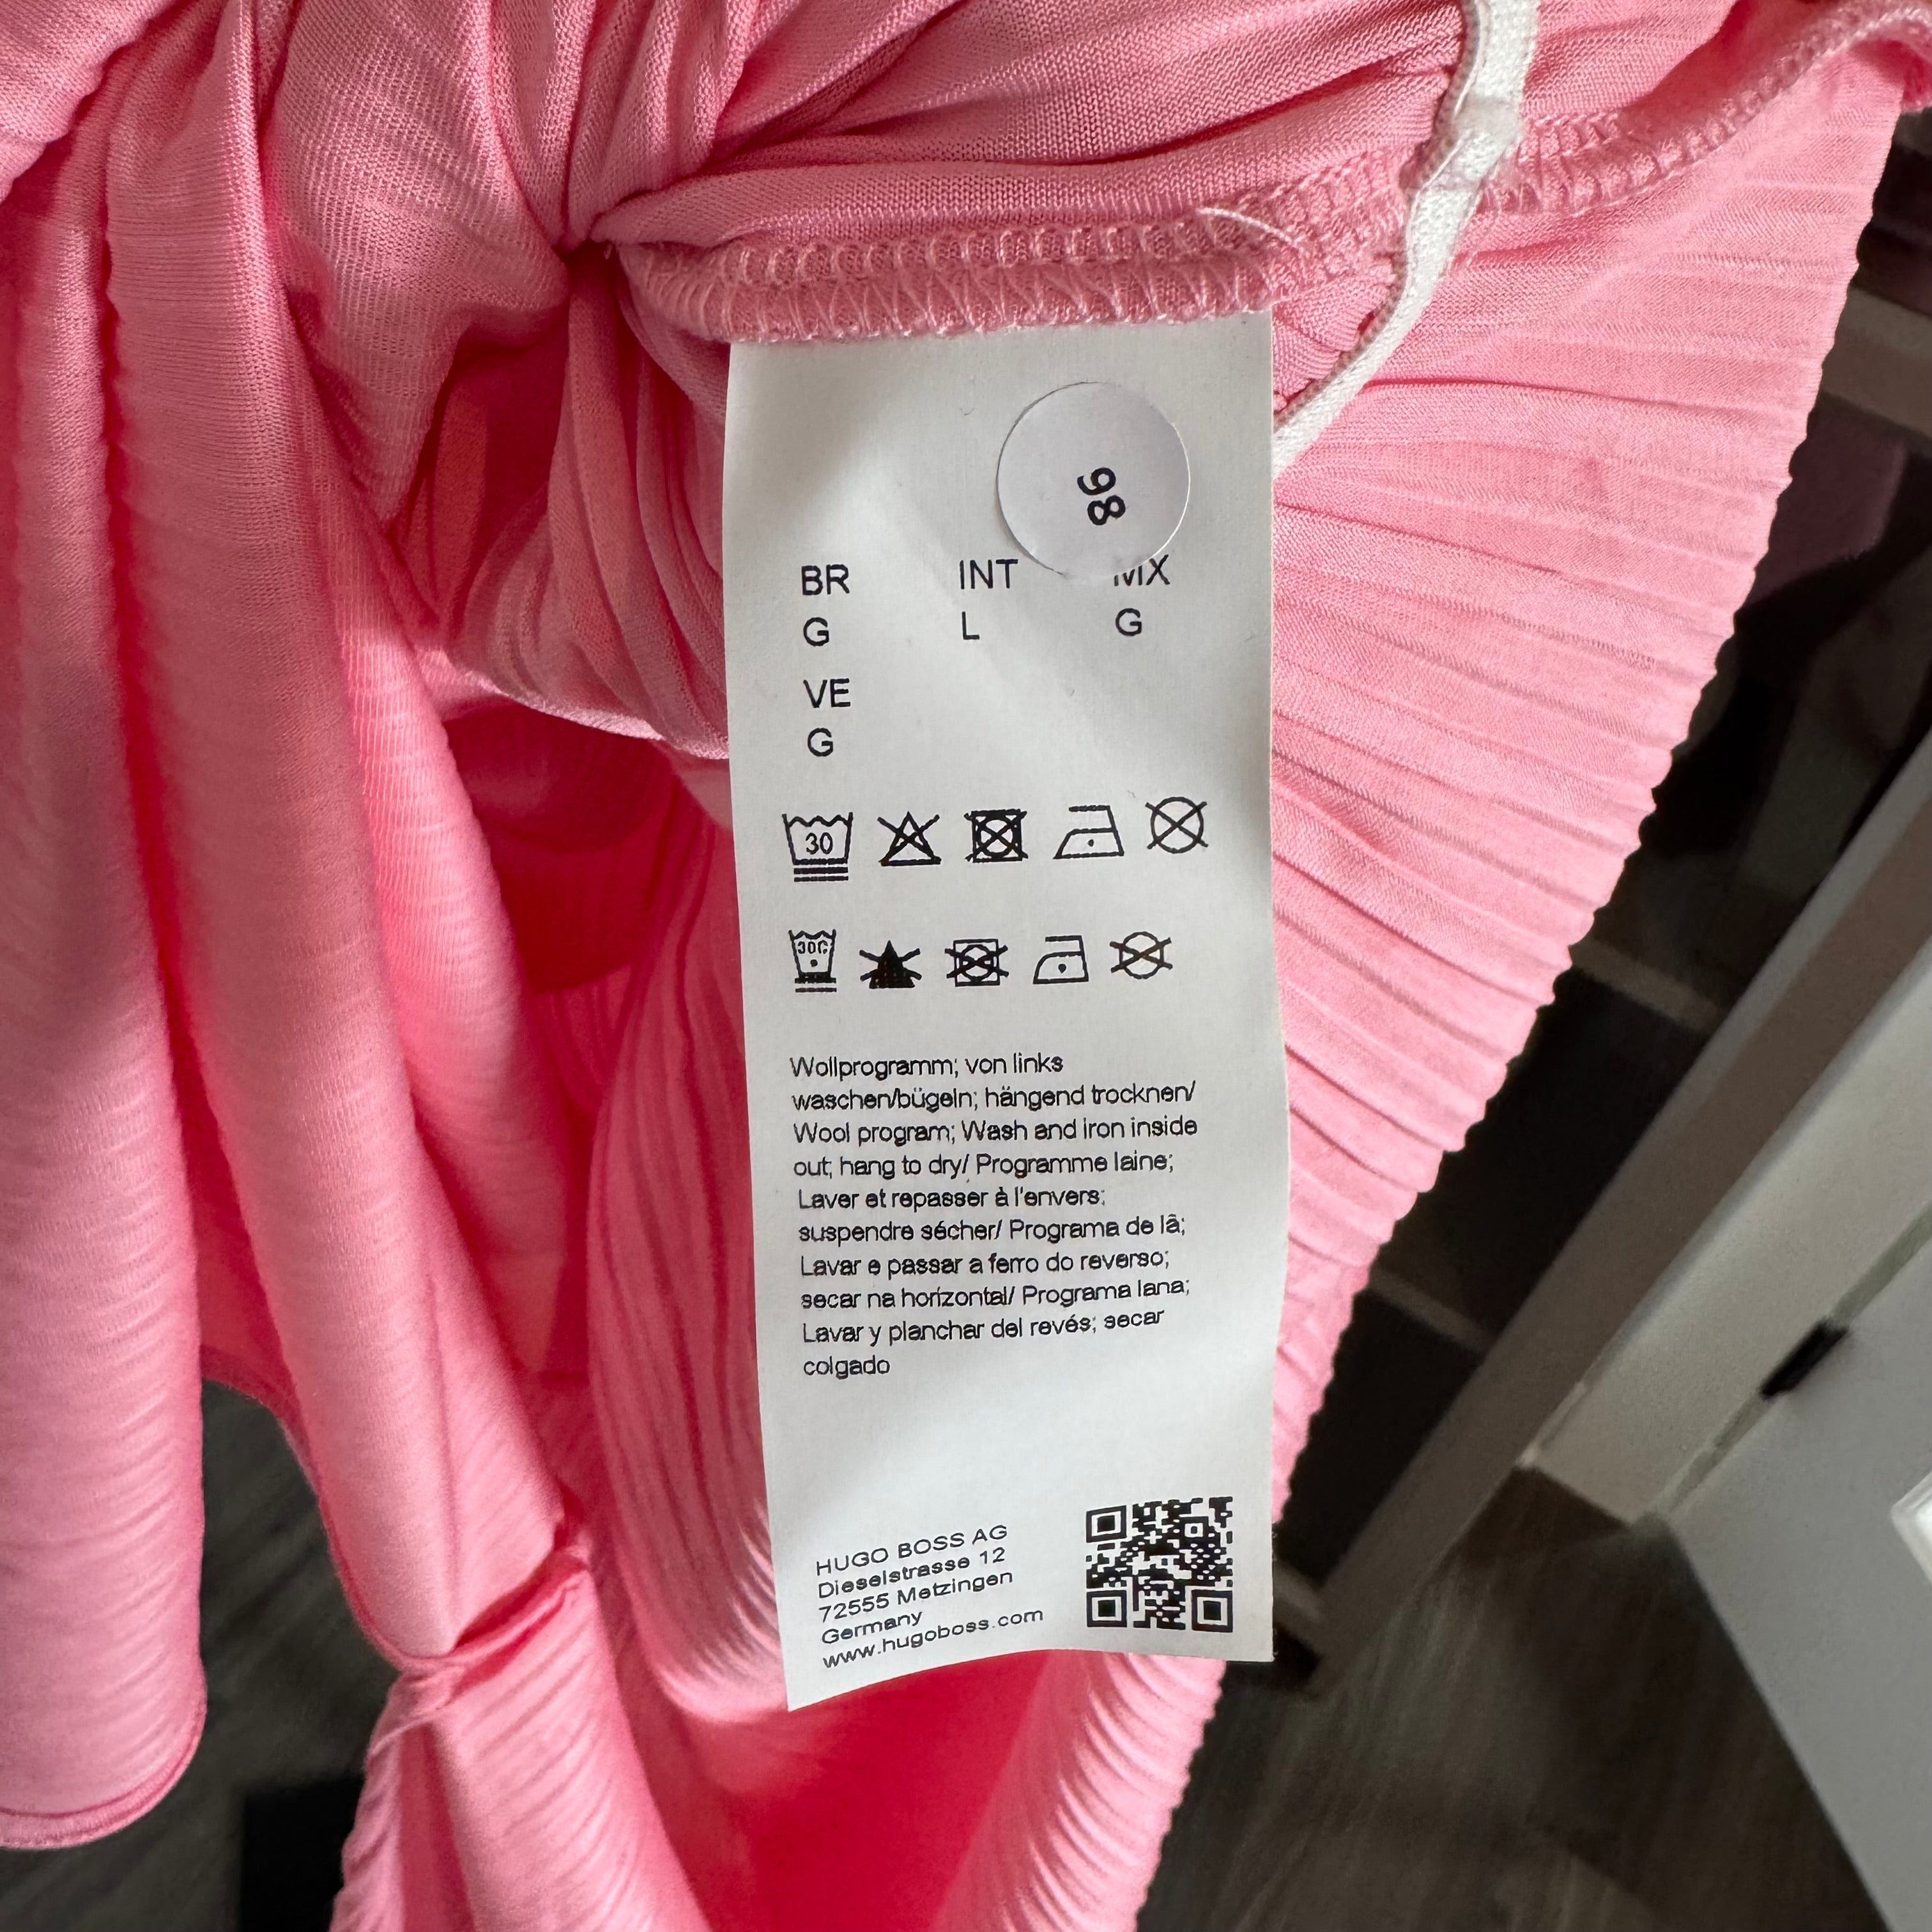 98
BR INT MX
G L G
VE
G
30
30C
Wollprogramm; von links
waschen/bügeln; hängend trocknen/
Wool program; Wash and iron inside
out; hang to dry/ Programme laine;
Laver et repasser à l'envers;
suspendre sécher/ Programa de lã;
Lavar e passar a ferro do reverso;
secar na horizontal/ Programa lana;
Lavar y planchar del revés; secar
colgado
HUGO BOSS AG
Dieselstrasse 12
72555 Metzingen
Germany
www.hugoboss.com